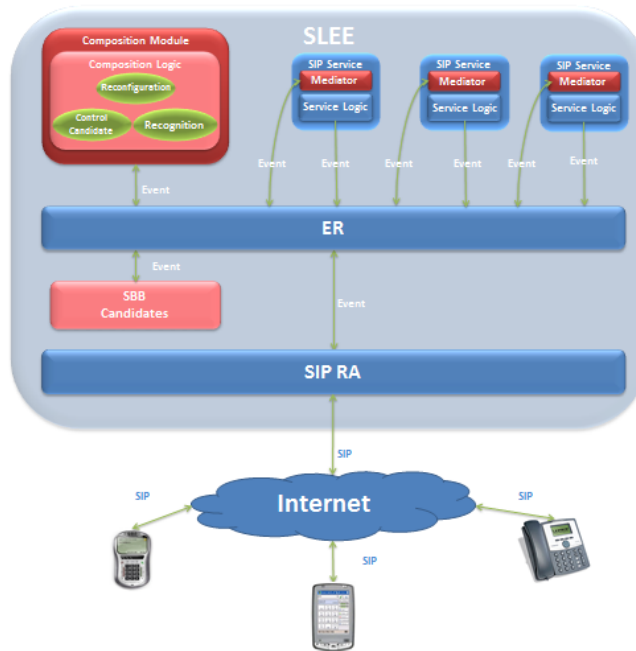 SLEE
Composition Module
Composition Logic
Reconfiguration
Control
Candidate
Recognition
SIP Service
Mediator
Service Logic
SIP Service
Mediator
Service Logic
SIP Service
Mediator
Service Logic
Event
Event
Event
Event
Event
Event
Event
ER
Event
SBB
Candidates
Event
SIP RA
SIP
Internet
SIP
SIP
SIP